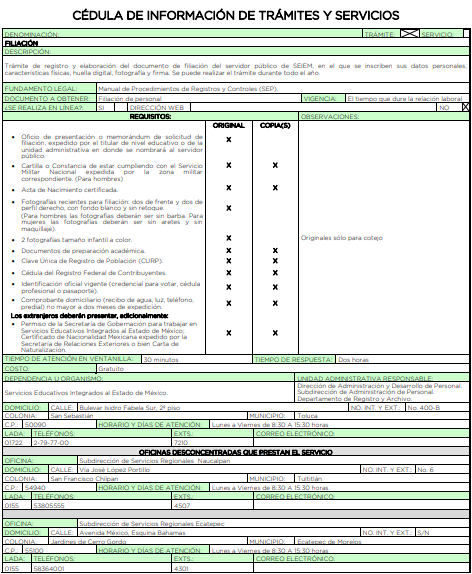 CÉDULA DE INFORMACIÓN DE TRÁMITES Y SERVICIOS
DENOMINACIÓN: TRÁMITE: SERVICIO:
FILIACIÓN
DESCRIPCIÓN:
Trámite de registro y elaboración del documento de filiación del servidor público de SEIEM, en el que se inscriben sus datos personales,
características físicas, huella digital, fotografía y firma. Se puede realizar el trámite durante todo el año.
FUNDAMENTO LEGAL: Manual de Procedimientos de Registros y Controles (SEP).
DOCUMENTO A OBTENER: Filiación de personal VIGENCIA: El tiempo que dure la relación laboral
¿SE REALIZA EN LÍNEA?: SI DIRECCIÓN WEB NO X
REQUISITOS: OBSERVACIONES:
ORIGINAL COPIA(S)
• Oficio de presentación o memorándum de solicitud de
filiación, expedido por el titular de nivel educativo o de la
unidad administrativa en donde se nombrará al servidor
público. X
• Cartilla o Constancia de estar cumpliendo con el Servicio
Militar Nacional expedida por la zona militar
correspondiente. (Para hombres) X X
• Acta de Nacimiento certificada. X X
• Fotografías recientes para filiación: dos de frente y dos de
perfil derecho, con fondo blanco y sin retoque. X
(Para hombres las fotografías deberán ser sin barba. Para
mujeres las fotografías deberán ser sin aretes y sin
maquillaje).
• 2 fotografías tamaño infantil a color. X Originales sólo para cotejo
• Documentos de preparación académica. X X
• Clave Única de Registro de Población (CURP). X X
• Cédula del Registro Federal de Contribuyentes. X X
• Identificación oficial vigente (credencial para votar, cédula
profesional o pasaporte). X X
• Comprobante domiciliario (recibo de agua, luz, teléfono,
predial) no mayor a dos meses de expedición. X X
Los extranjeros deberán presentar, adicionalmente:
• Permiso de la Secretaría de Gobernación para trabajar en
Servicios Educativos Integrados al Estado de México;
Certificado de Nacionalidad Mexicana expedido por la
Secretaría de Relaciones Exteriores o bien Carta de
Naturalización. X X
TIEMPO DE ATENCIÓN EN VENTANILLA: 30 minutos TIEMPO DE RESPUESTA: Dos horas
COSTO: Gratuito
DEPENDENCIA U ORGANISMO: UNIDAD ADMINISTRATIVA RESPONSABLE:
Servicios Educativos Integrados al Estado de México. Dirección de Administración y Desarrollo de Personal.
Subdirección de Administración de Personal.
Departamento de Registro y Archivo.
DOMICILIO: CALLE: Bulevar Isidro Fabela Sur, 2º piso NO. INT. Y EXT.: No. 400-B
COLONIA: San Sebastián MUNICIPIO: Toluca
C.P.: 50090 HORARIO Y DÍAS DE ATENCIÓN: Lunes a Viernes de 8:30 A 15:30 horas
LADA: TELÉFONOS: EXTS.: CORREO ELECTRÓNICO:
01722 2-79-77-00 7210
OFICINAS DESCONCENTRADAS QUE PRESTAN EL SERVICIO
OFICINA: Subdirección de Servicios Regionales Naucalpan
DOMICILIO: CALLE: Vía José López Portillo NO. INT. Y EXT.: No. 6
COLONIA: San Francisco Chilpan MUNICIPIO: Tultitlán
C.P.: 54940 HORARIO Y DÍAS DE ATENCIÓN: Lunes a Viernes de 8:30 A 15:30 horas
LADA: TELÉFONOS: EXTS.: CORREO ELECTRÓNICO:
0155 53805555 4507
OFICINA: Subdirección de Servicios Regionales Ecatepec
DOMICILIO: CALLE: Avenida México, Esquina Bahamas NO. INT. Y EXT.: S/N
COLONIA: Jardines de Cerro Gordo MUNICIPIO: Ecatepec de Morelos
C.P.: 55100 HORARIO Y DÍAS DE ATENCIÓN: Lunes a Viernes de 8:30 A 15:30 horas
LADA: TELÉFONOS: EXTS.: CORREO ELECTRÓNICO:
0155 58364001 4301